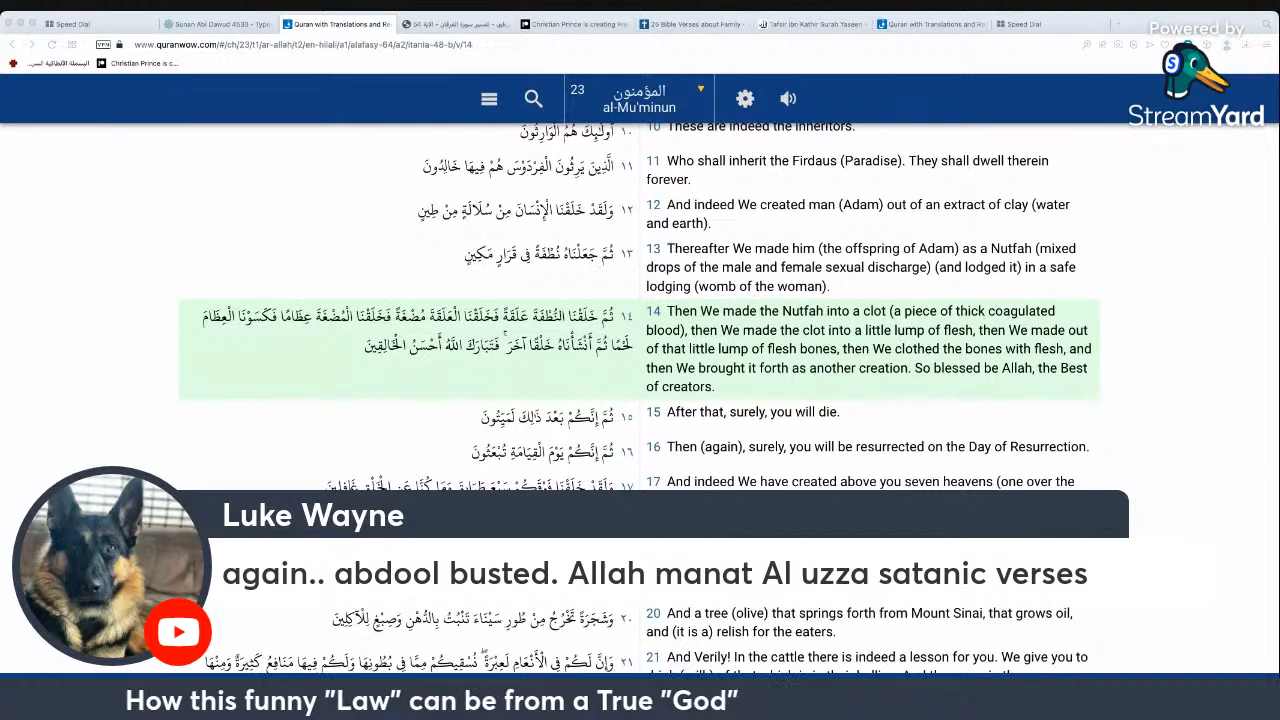 Speed Dial
Sunan Abi Dawud 4533 - Type
Quran with Translations and Re
Christian Prince is creating Fre
25 Bible Verses about Family -
Tafsir ibn Kathir Surah Yaseen -
Quran with Translations and Re
Speed Dial
VPN
www.quranwow.com/#/ch/23/t1/ar-allah/t2/en-hilali/a1/alafasy-64/a2/itania-48-b/v/14
Christian Prince is c...
Powered by
StreamYard
23
المؤمنون
al-Mu'minun
١٠ أُولَٰئِكَ هُمُ الْوَارِثُونَ
10 These are indeed the inheritors.
١١ الَّذِينَ يَرِثُونَ الْفِرْدَوْسَ هُمْ فِيهَا خَالِدُونَ
11 Who shall inherit the Firdaus (Paradise). They shall dwell therein
forever.
١٢ وَلَقَدْ خَلَقْنَا الْإِنْسَانَ مِنْ سُلَالَةٍ مِنْ طِينٍ
12 And indeed We created man (Adam) out of an extract of clay (water
and earth).
١٣ ثُمَّ جَعَلْنَاهُ نُطْفَةً فِي قَرَارٍ مَكِينٍ
13 Thereafter We made him (the offspring of Adam) as a Nutfah (mixed
drops of the male and female sexual discharge) (and lodged it) in a safe
lodging (womb of the woman).
١٤ ثُمَّ خَلَقْنَا النُّطْفَةَ عَلَقَةً فَخَلَقْنَا الْعَلَقَةَ مُضْغَةً فَخَلَقْنَا الْمُضْغَةَ عِظَامًا فَكَسَوْنَا الْعِظَامَ
لَحْمًا ثُمَّ أَنْشَأْنَاهُ خَلْقًا آخَرَ ۚ فَتَبَارَكَ اللَّهُ أَحْسَنُ الْخَالِقِينَ
14 Then We made the Nutfah into a clot (a piece of thick coagulated
blood), then We made the clot into a little lump of flesh, then We made out
of that little lump of flesh bones, then We clothed the bones with flesh, and
then We brought it forth as another creation. So blessed be Allah, the Best
of creators.
١٥ ثُمَّ إِنَّكُمْ بَعْدَ ذَٰلِكَ لَمَيِّتُونَ
15 After that, surely, you will die.
١٦ ثُمَّ إِنَّكُمْ يَوْمَ الْقِيَامَةِ تُبْعَثُونَ
16 Then (again), surely, you will be resurrected on the Day of Resurrection.
17 And indeed We have created above you seven heavens (one over the
Luke Wayne
again.. abdool busted. Allah manat Al uzza satanic verses
٢٠ وَشَجَرَةً تَخْرُجُ مِنْ طُورِ سَيْنَاءَ تَنْبُتُ بِالدُّهْنِ وَصِبْغٍ لِلْآكِلِينَ
20 And a tree (olive) that springs forth from Mount Sinai, that grows oil,
and (it is a) relish for the eaters.
٢١ وَإِنَّ لَكُمْ فِي الْأَنْعَامِ لَعِبْرَةً ۖ نُسْقِيكُمْ مِمَّا فِي بُطُونِهَا وَلَكُمْ فِيهَا مَنَافِعُ كَثِيرَةٌ وَمِنْهَا
21 And Verily! In the cattle there is indeed a lesson for you. We give you to
How this funny "Law" can be from a True "God"